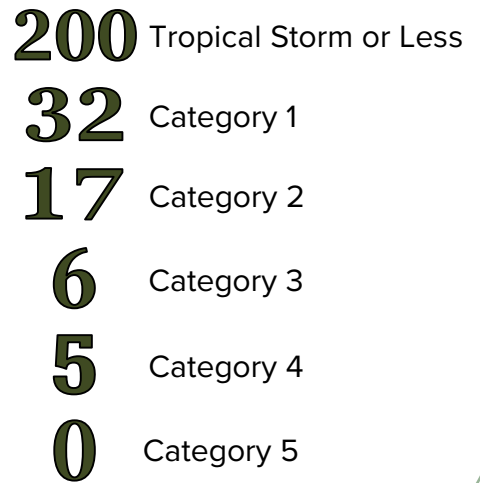 200 Tropical Storm or Less
32 Category 1
17 Category 2
6 Category 3
5 Category 4
0 Category 5